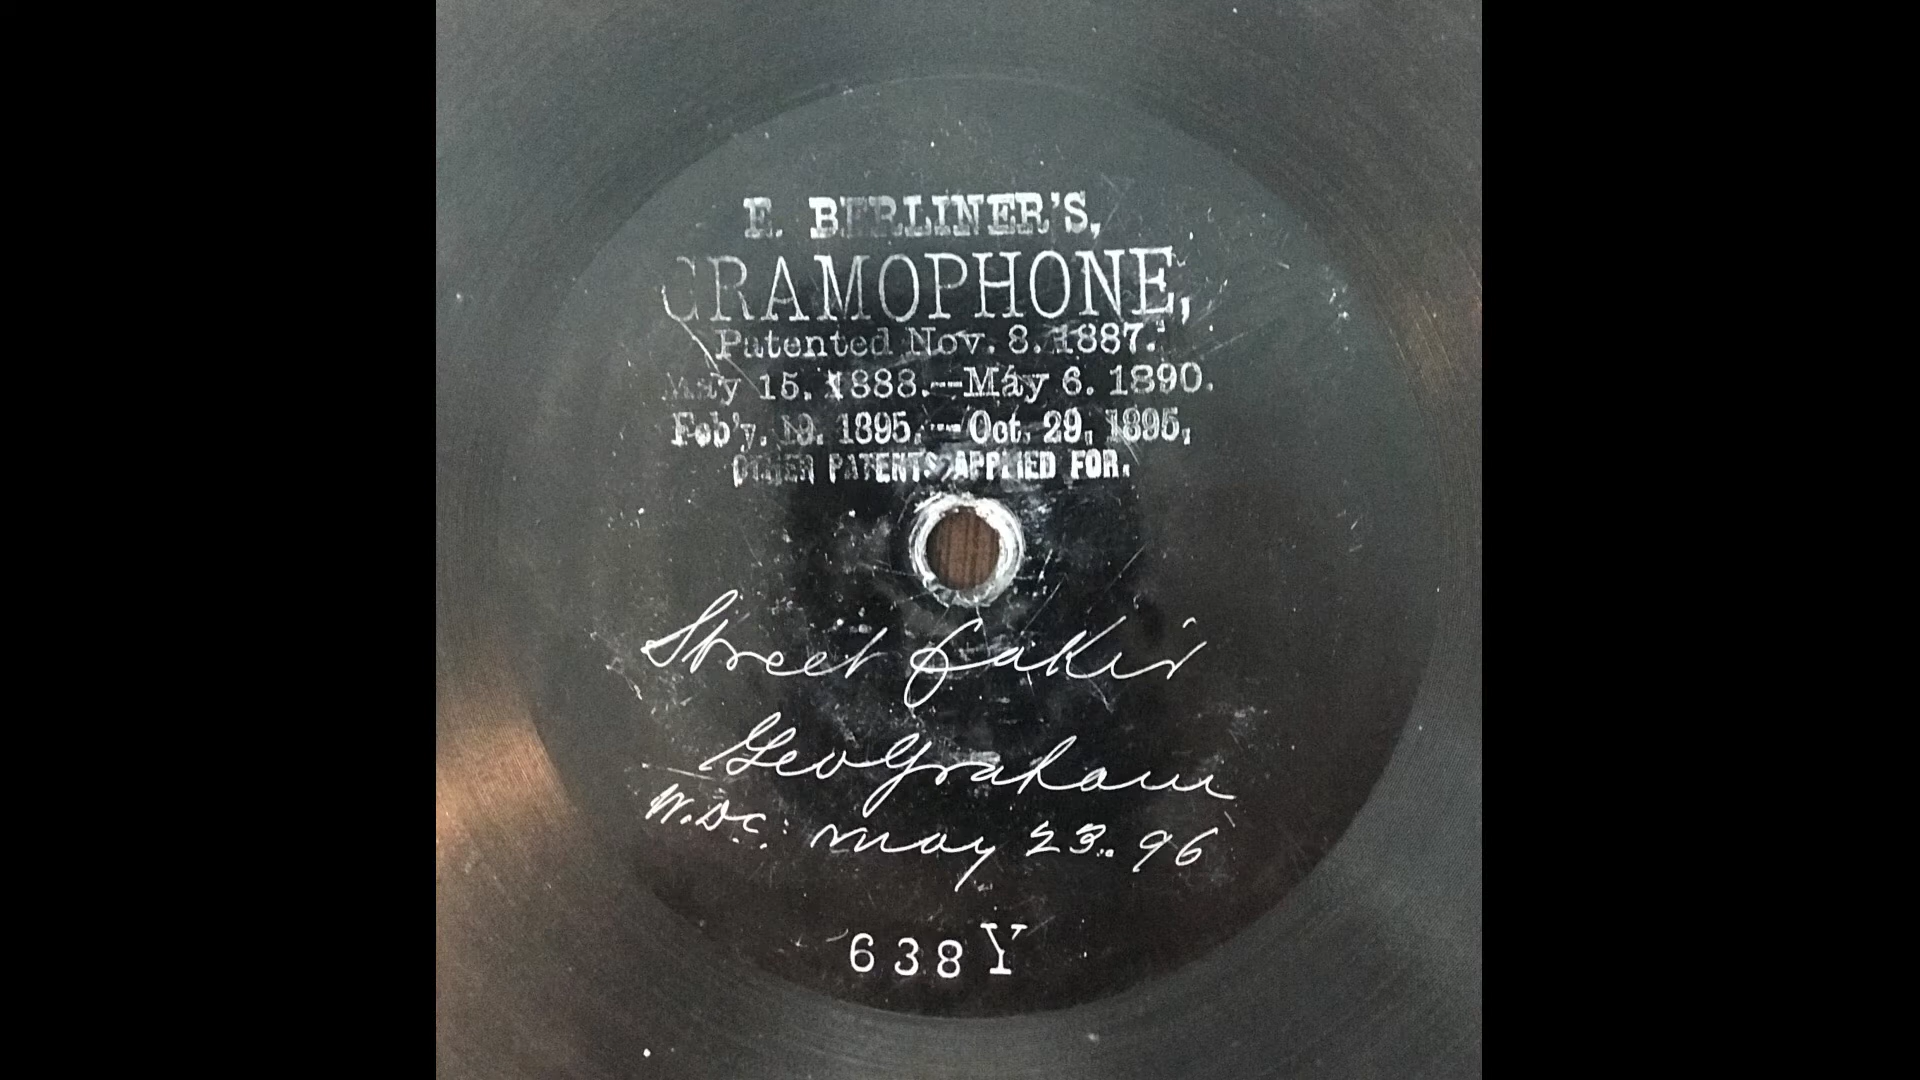 E. BERLINER'S,
GRAMOPHONE,
Patented Nov. 8. 1887.
May 15. 1888.--May 6. 1890.
Feb'y. 19. 1895.--Oct. 29, 1895,
OTHER PATENTS APPLIED FOR.
Street Fakir
Geo Graham
W.DC: May 23. 96
638Y